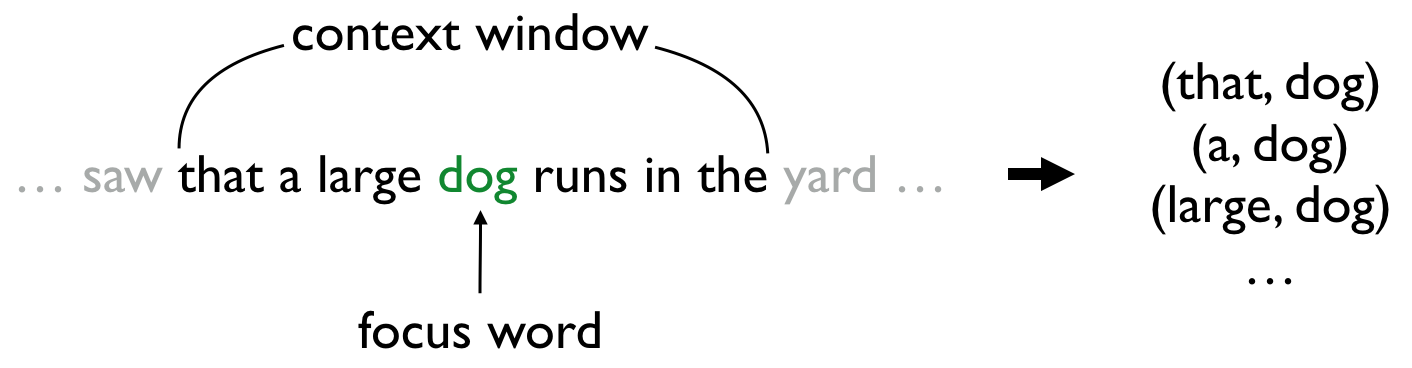 context window
… saw that a large dog runs in the yard …
focus word
(that, dog)
(a, dog)
(large, dog)
…